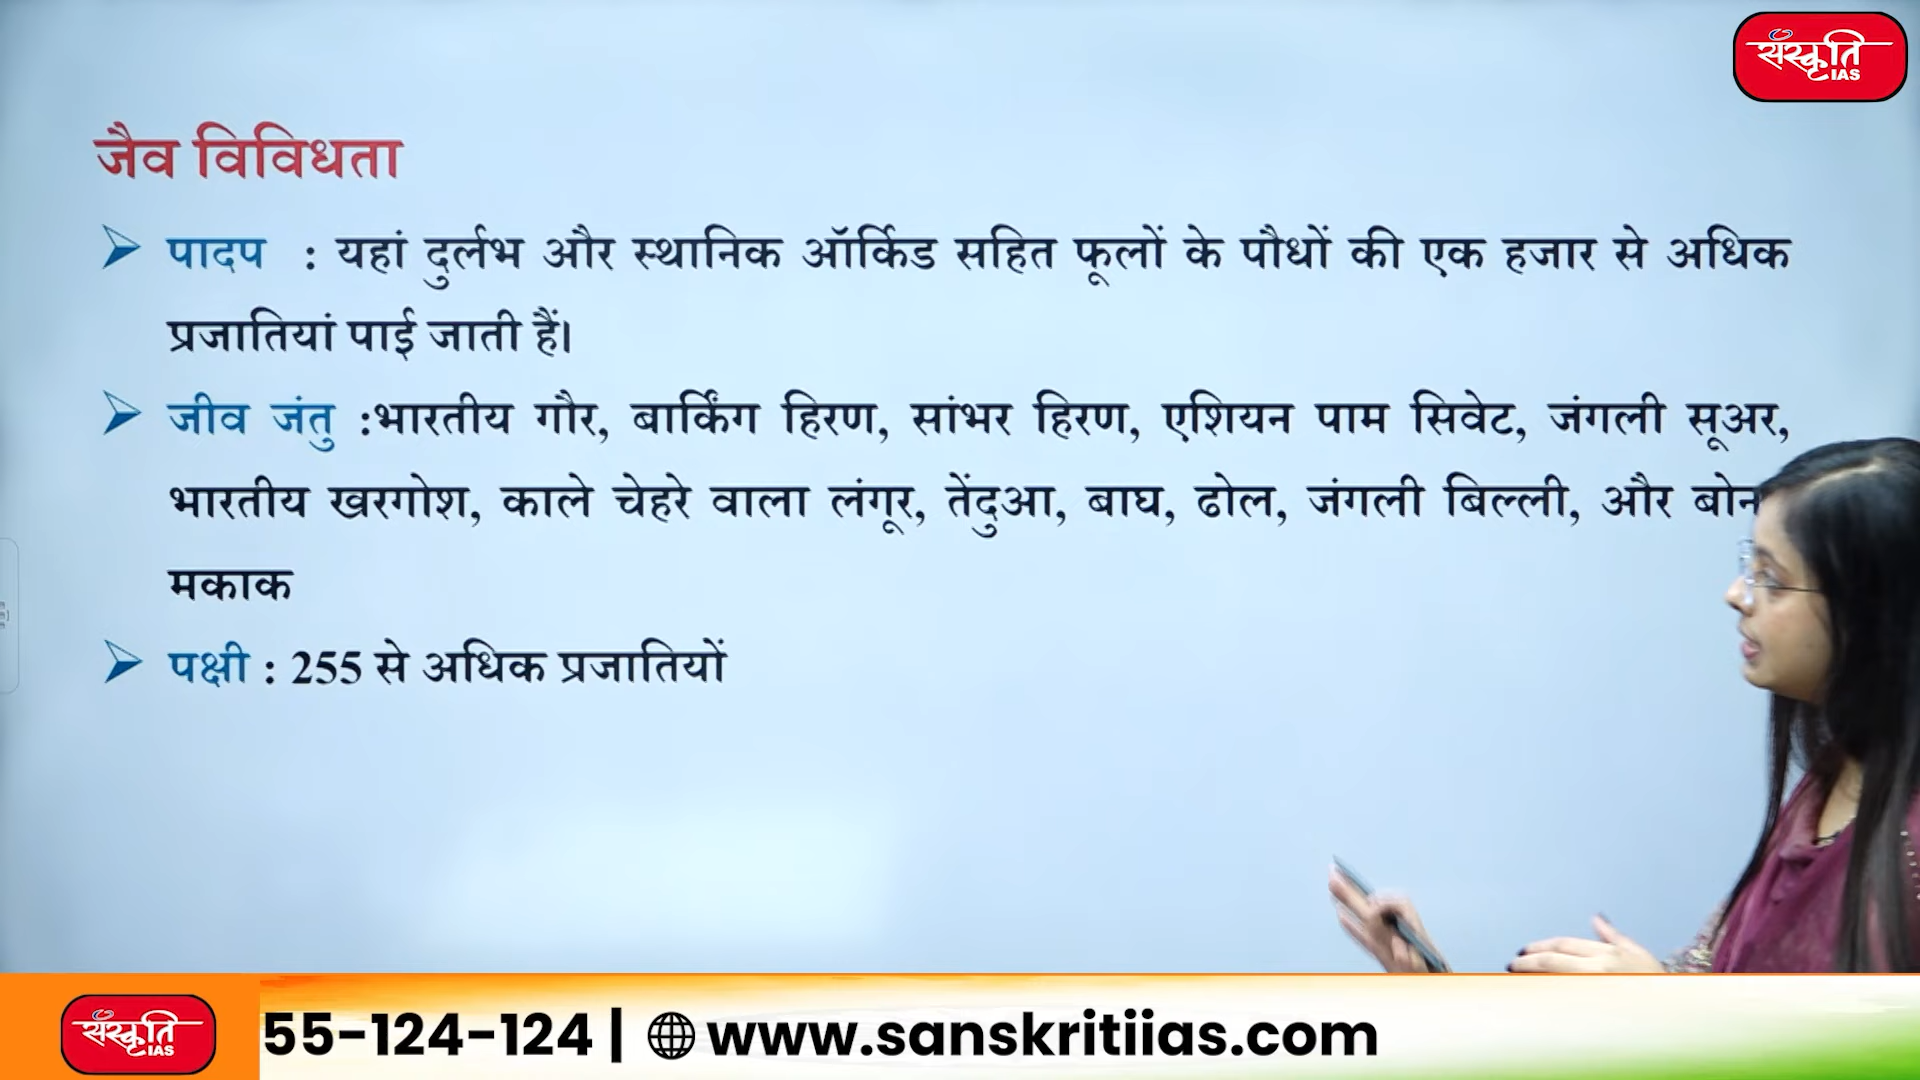 संस्कृति
IAS
जैव विविधता
पादप : यहां दुर्लभ और स्थानिक ऑर्किड सहित फूलों के पौधों की एक हजार से अधिक
प्रजातियां पाई जाती हैं।
जीव जंतु :भारतीय गौर, बार्किंग हिरण, सांभर हिरण, एशियन पाम सिवेट, जंगली सूअर,
भारतीय खरगोश, काले चेहरे वाला लंगूर, तेंदुआ, बाघ, ढोल, जंगली बिल्ली, और
मकाक
पक्षी : 255 से अधिक प्रजातियों
संस्कृति
IAS
55-124-124 | www.sanskritiias.com